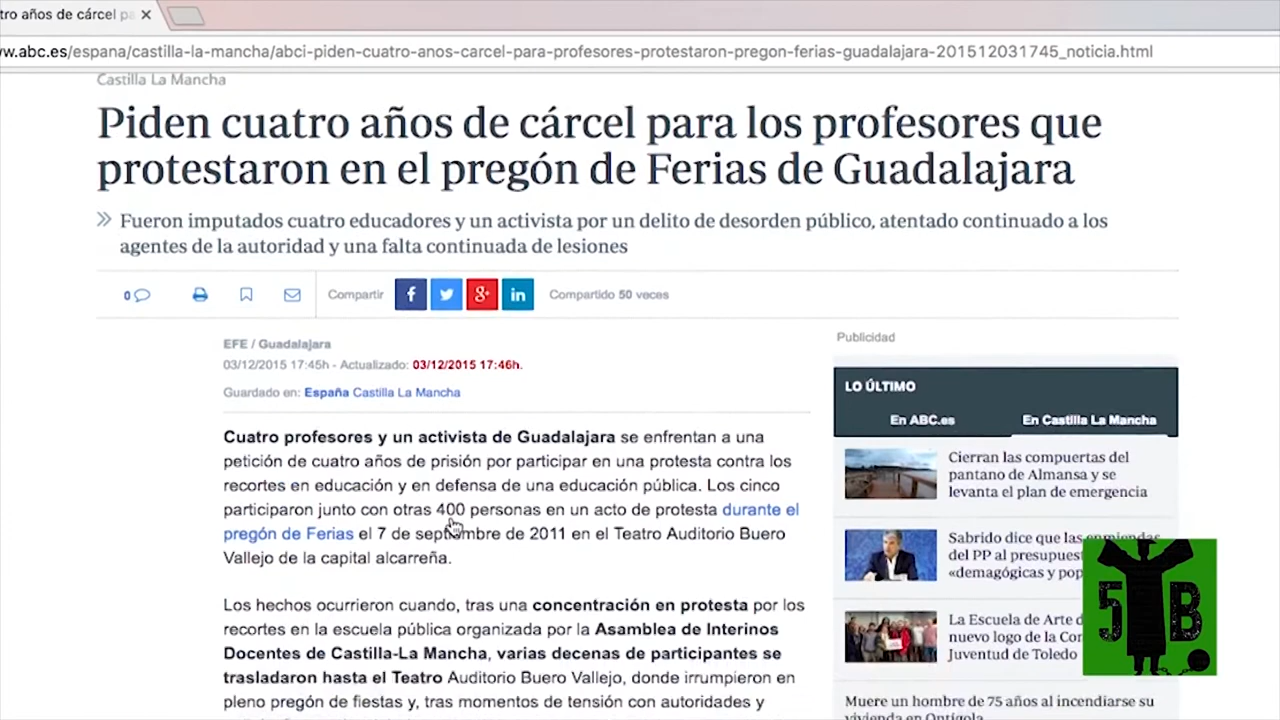 tro años de cárcel pa
w.abc.es/espana/castilla-la-mancha/abci-piden-cuatro-anos-carcel-para-profesores-protestaron-pregon-ferias-guadalajara-201512031745_noticia.html
Castilla La Mancha
Piden cuatro años de cárcel para los profesores que
protestaron en el pregón de Ferias de Guadalajara
Fueron imputados cuatro educadores y un activista por un delito de desorden público, atentado continuado a los
agentes de la autoridad y una falta continuada de lesiones
0
Compartir
f
g+
in
Compartido 50 veces
EFE / Guadalajara
03/12/2015 17:45h - Actualizado: 03/12/2015 17:46h.
Guardado en: España Castilla La Mancha
Cuatro profesores y un activista de Guadalajara se enfrentan a una
petición de cuatro años de prisión por participar en una protesta contra los
recortes en educación y en defensa de una educación pública. Los cinco
participaron junto con otras 400 personas en un acto de protesta durante el
pregón de Ferias el 7 de septiembre de 2011 en el Teatro Auditorio Buero
Vallejo de la capital alcarreña.
Los hechos ocurrieron cuando, tras una concentración en protesta por los
recortes en la escuela pública organizada por la Asamblea de Interinos
Docentes de Castilla-La Mancha, varias decenas de participantes se
trasladaron hasta el Teatro Auditorio Buero Vallejo, donde irrumpieron en
pleno pregón de fiestas y, tras momentos de tensión con autoridades y
Publicidad
LO ÚLTIMO
En ABC.es
En Castilla La Mancha
Cierran las compuertas del
pantano de Almansa y se
levanta el plan de emergencia
Sabrido dice que las enmiendas
del PP al presupues
«demagógicas y pop
La Escuela de Arte d
nuevo logo de la Con
Juventud de Toledo
Muere un hombre de 75 años al incendiarse su
vivienda en Ontígola
5 B